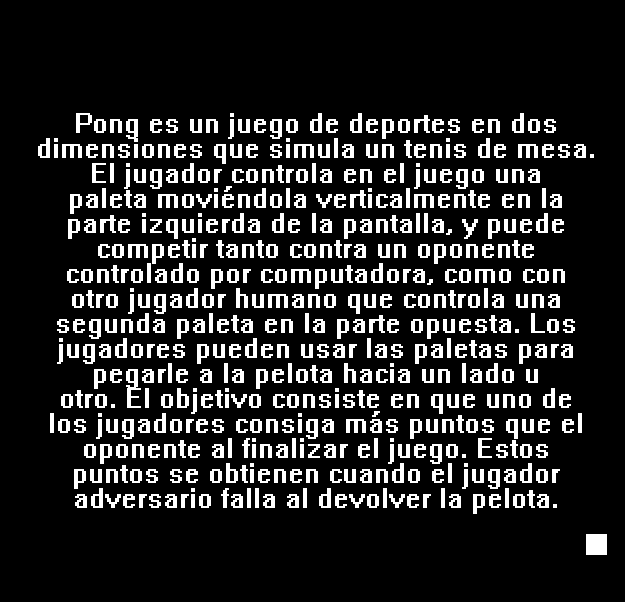 Pong es un juego de deportes en dos
dimensiones que simula un tenis de mesa.
El jugador controla en el juego una
paleta moviéndola verticalmente en la
parte izquierda de la pantalla, y puede
competir tanto contra un oponente
controlado por computadora, como con
otro jugador humano que controla una
segunda paleta en la parte opuesta. Los
jugadores pueden usar las paletas para
pegarle a la pelota hacia un lado u
otro. El objetivo consiste en que uno de
los jugadores consiga más puntos que el
oponente al finalizar el juego. Estos
puntos se obtienen cuando el jugador
adversario falla al devolver la pelota.